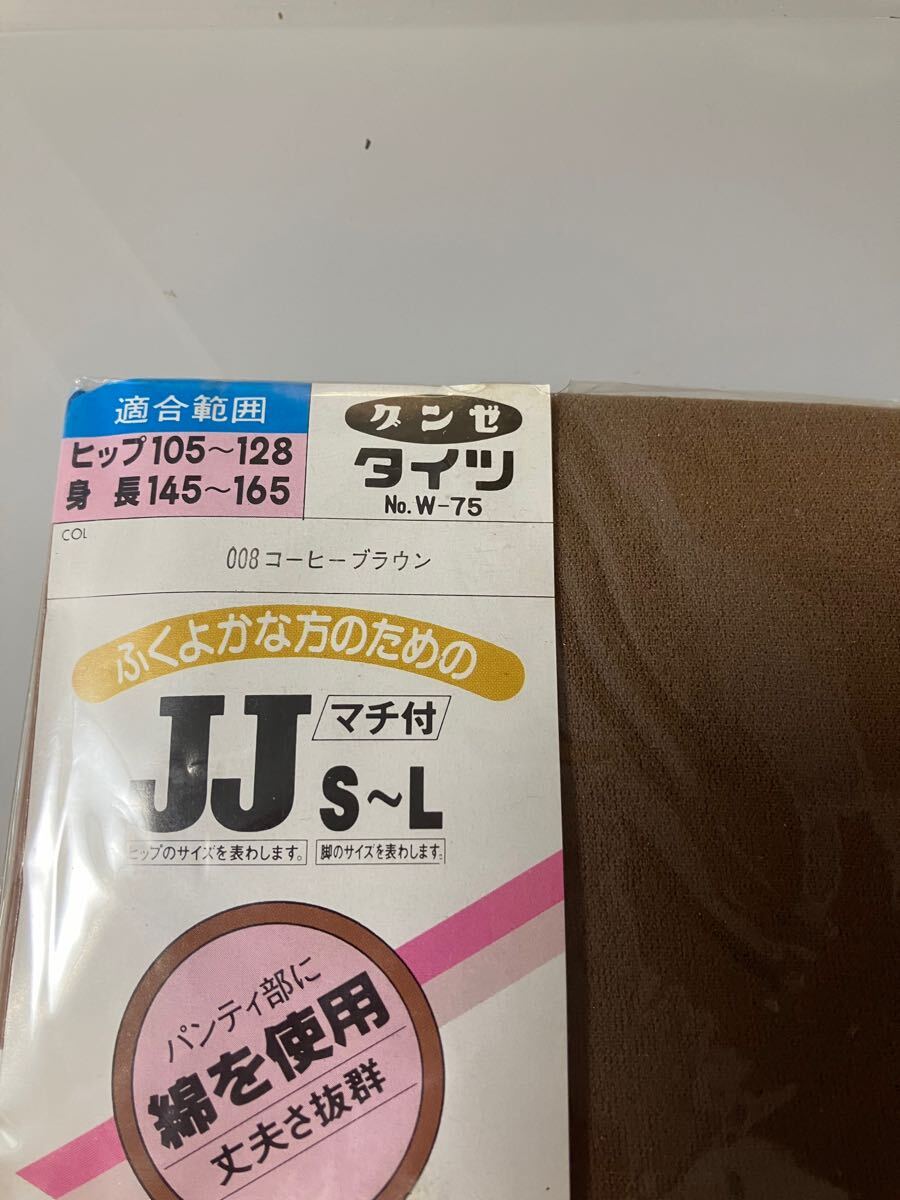 適合範囲
ヒップ105〜128
身長145〜165
グンゼ
タイツ
No.W-75
COL
008コーヒーブラウン
ふくよかな方のための
JJ
マチ付
S〜L
ヒップのサイズを表わします。
脚のサイズを表わします。
パンティ部に
綿を使用
丈夫さ抜群